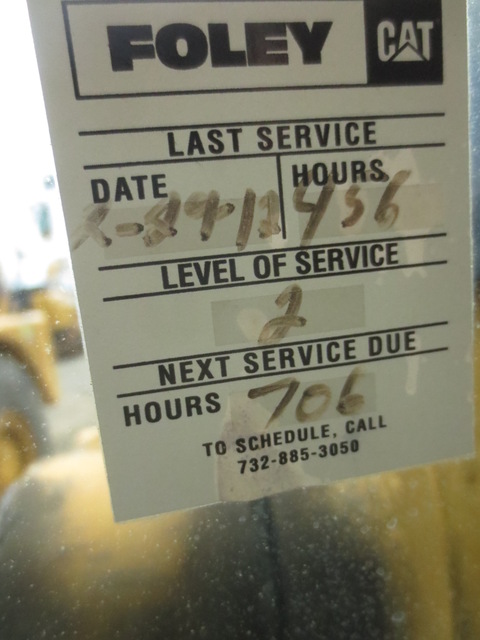 FOLEY CAT
LAST SERVICE
DATE HOURS
456
LEVEL OF SERVICE
2
NEXT SERVICE DUE
HOURS 706
TO SCHEDULE, CALL
732-885-3050